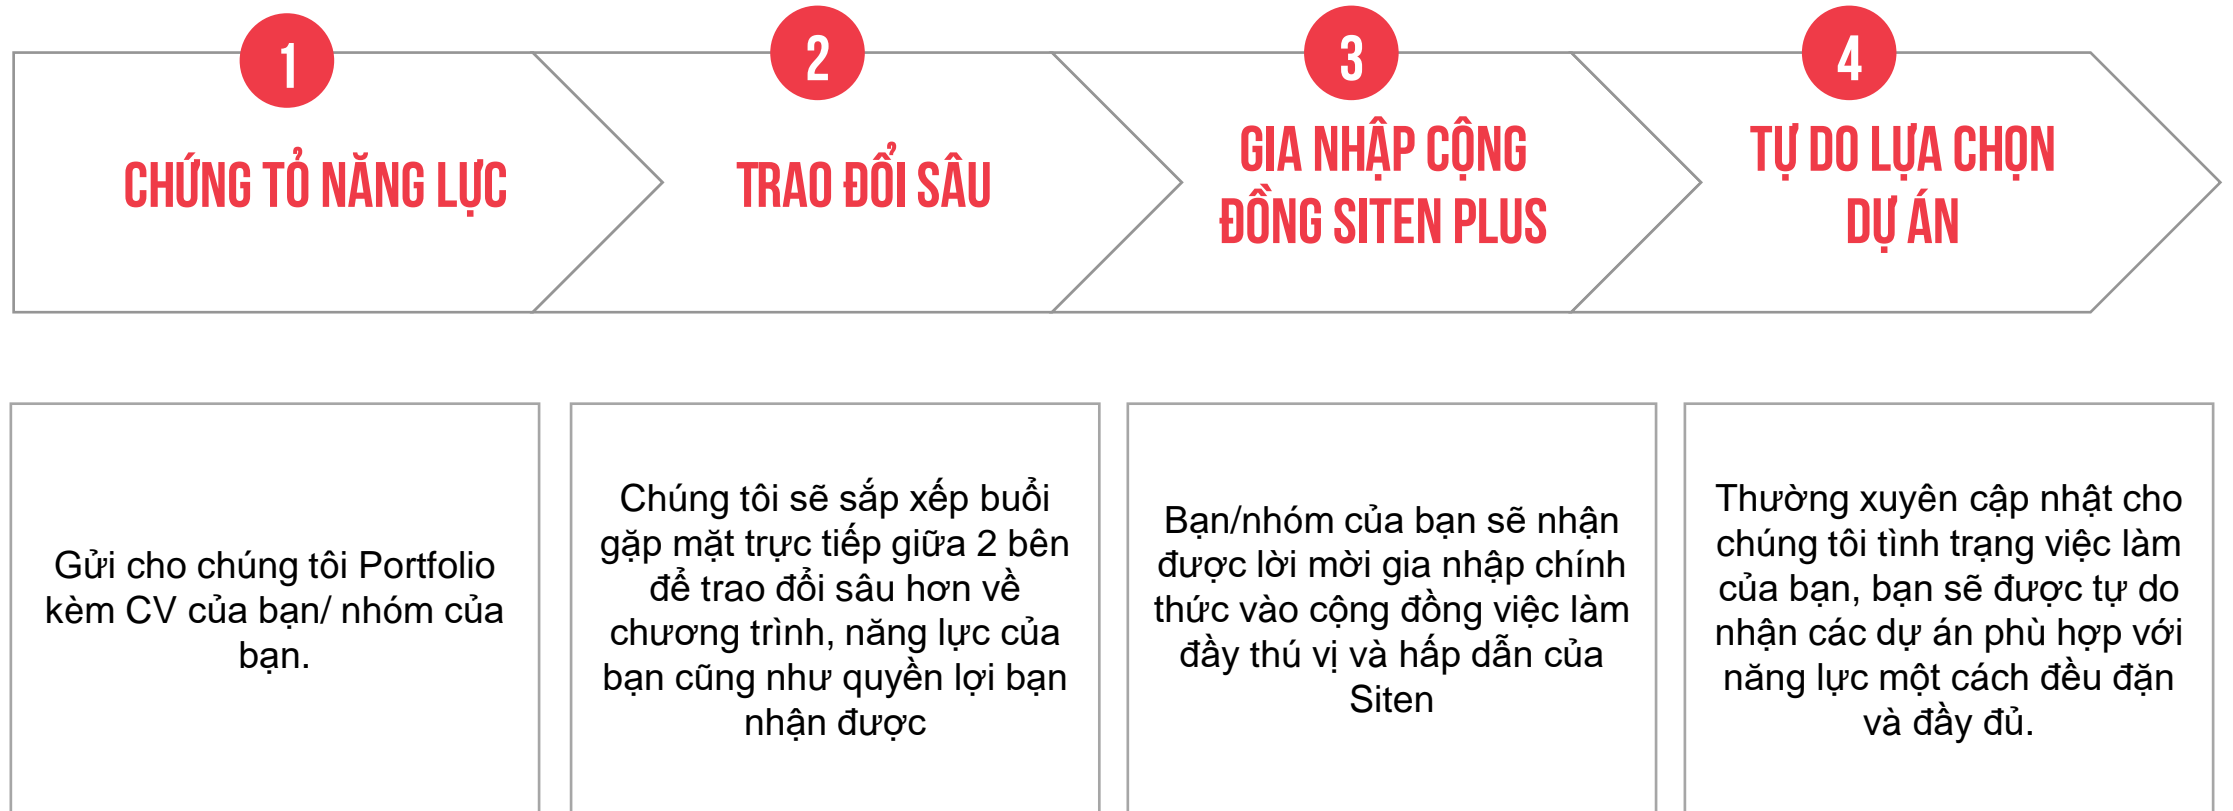 1
CHỨNG TỎ NĂNG LỰC
2
TRAO ĐỔI SÂU
3
GIA NHẬP CỘNG
ĐỒNG SITEN PLUS
4
TỰ DO LỰA CHỌN
DỰ ÁN
Gửi cho chúng tôi Portfolio
kèm CV của bạn/ nhóm của
bạn.
Chúng tôi sẽ sắp xếp buổi
gặp mặt trực tiếp giữa 2 bên
để trao đổi sâu hơn về
chương trình, năng lực của
bạn cũng như quyền lợi bạn
nhận được
Bạn/nhóm của bạn sẽ nhận
được lời mời gia nhập chính
thức vào cộng đồng việc làm
đầy thú vị và hấp dẫn của
Siten
Thường xuyên cập nhật cho
chúng tôi tình trạng việc làm
của bạn, bạn sẽ được tự do
nhận các dự án phù hợp với
năng lực một cách đều đặn
và đầy đủ.